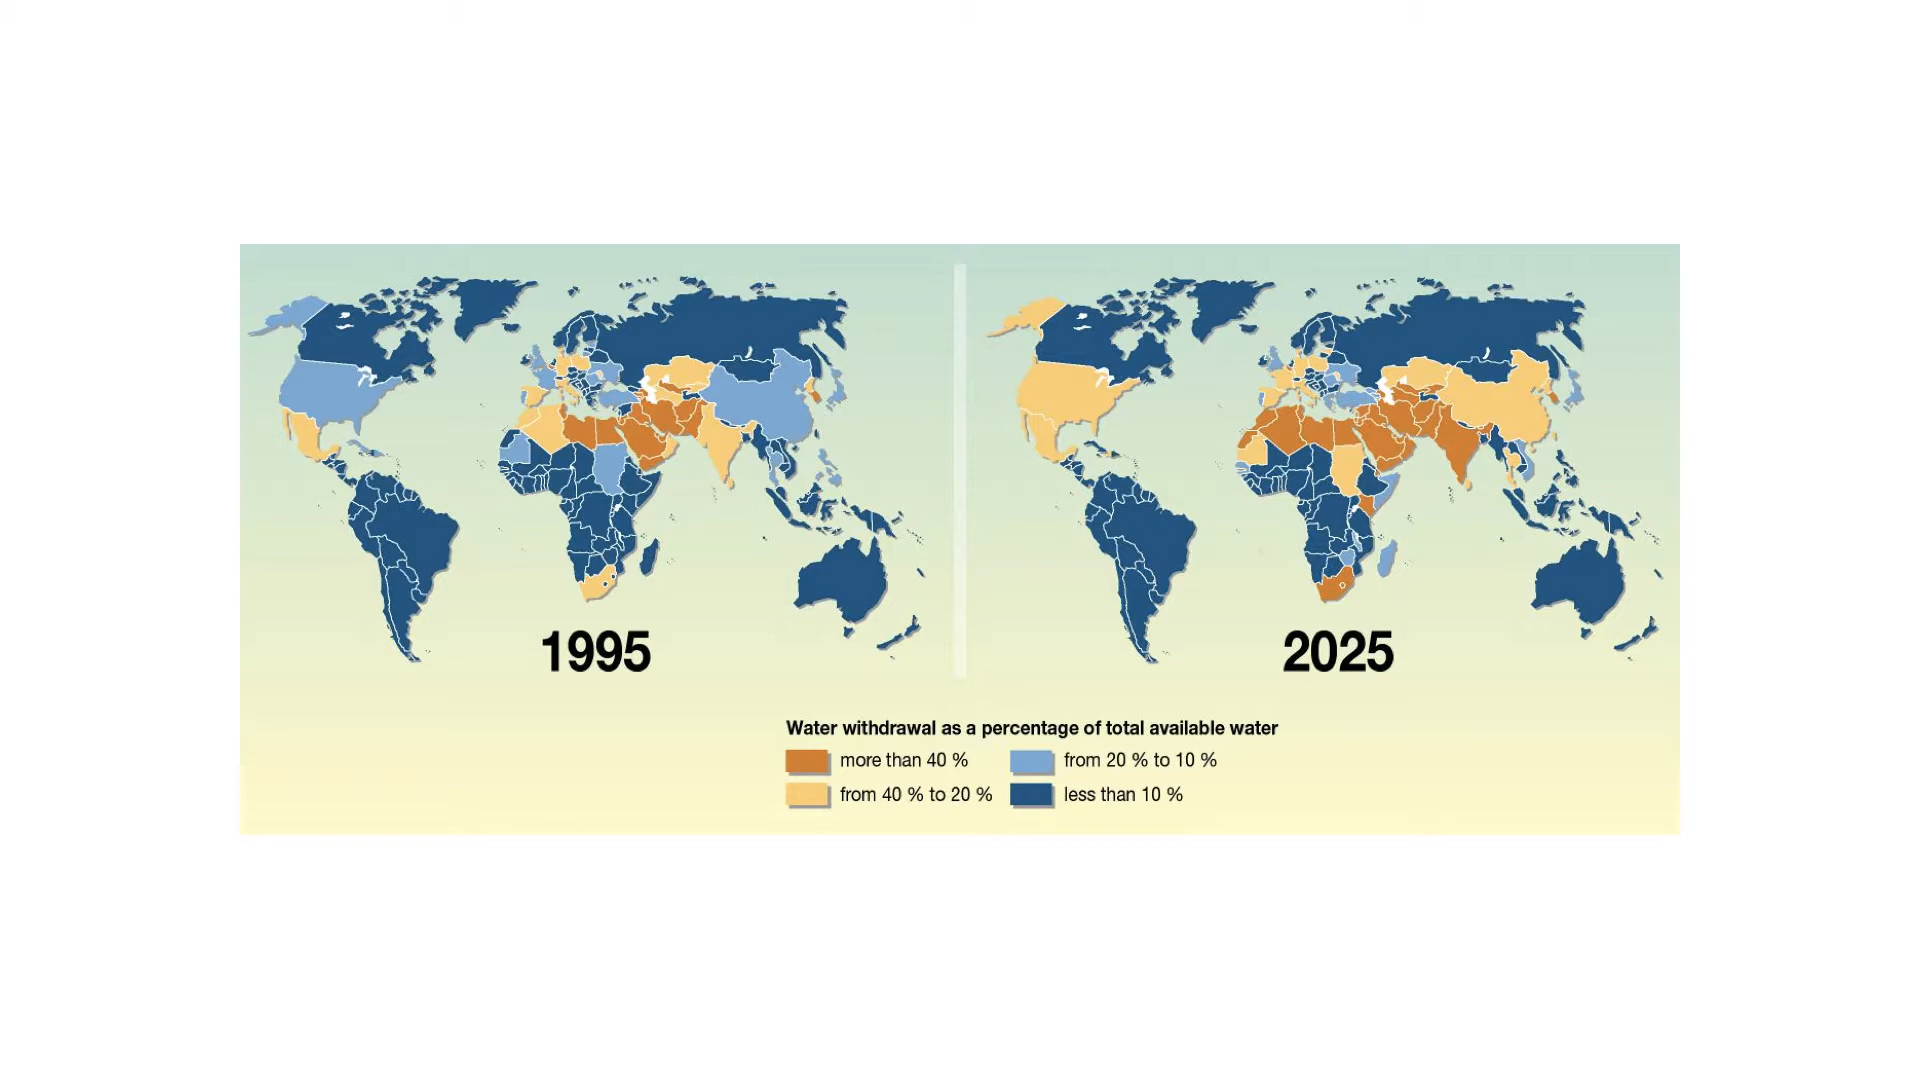 1995
2025
Water withdrawal as a percentage of total available water
more than 40 %
from 20 % to 10 %
from 40 % to 20 %
less than 10 %